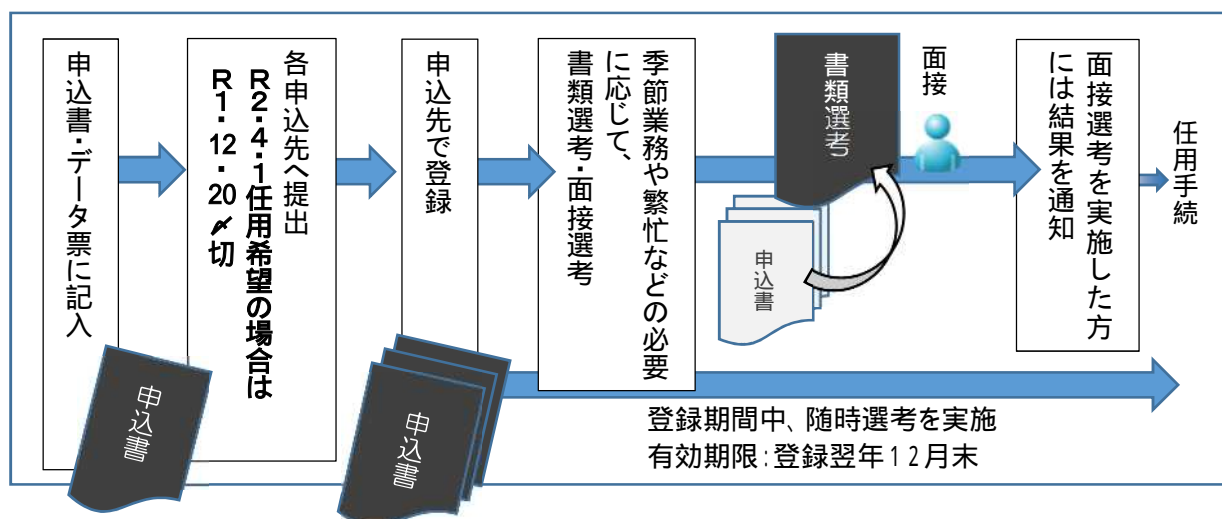 申込書・データ票に記入
申込書
各申込先へ提出
R2・4・1任用希望の場合は
R1・12・20〆切
申込先で登録
申込書
季節業務や繁忙などの必要
に応じて、
書類選考・面接選考
書類選考
申込書
面接
面接選考を実施した方
には結果を通知
任用手続
登録期間中、随時選考を実施
有効期限:登録翌年12月末